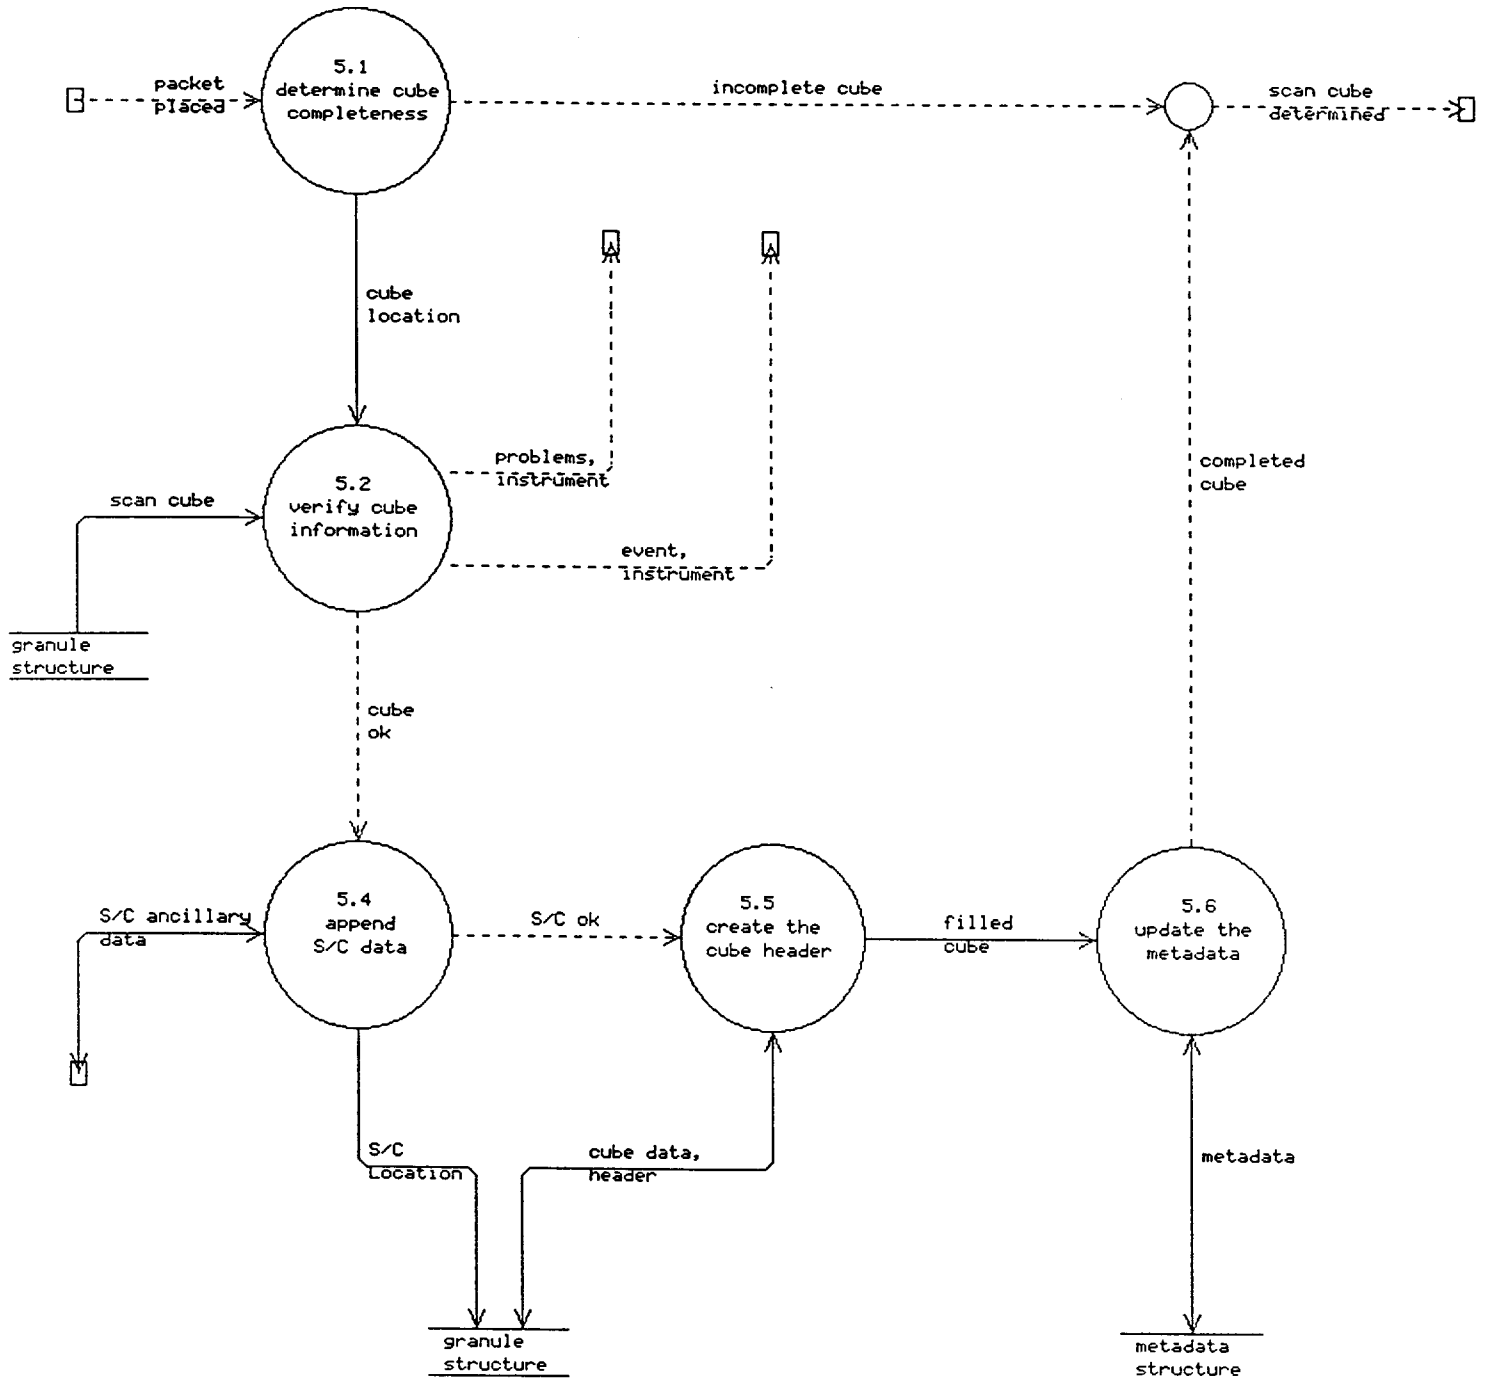 packet
placed
5.1
determine cube
completeness
incomplete cube
scan cube
determined
cube
location
problems,
instrument
5.2
verify cube
information
scan cube
event,
instrument
completed
cube
granule
structure
cube
ok
S/C ancillary
data
5.4
append
S/C data
S/C ok
5.5
create the
cube header
filled
cube
5.6
update the
metadata
S/C
Location
cube data,
header
metadata
granule
structure
metadata
structure